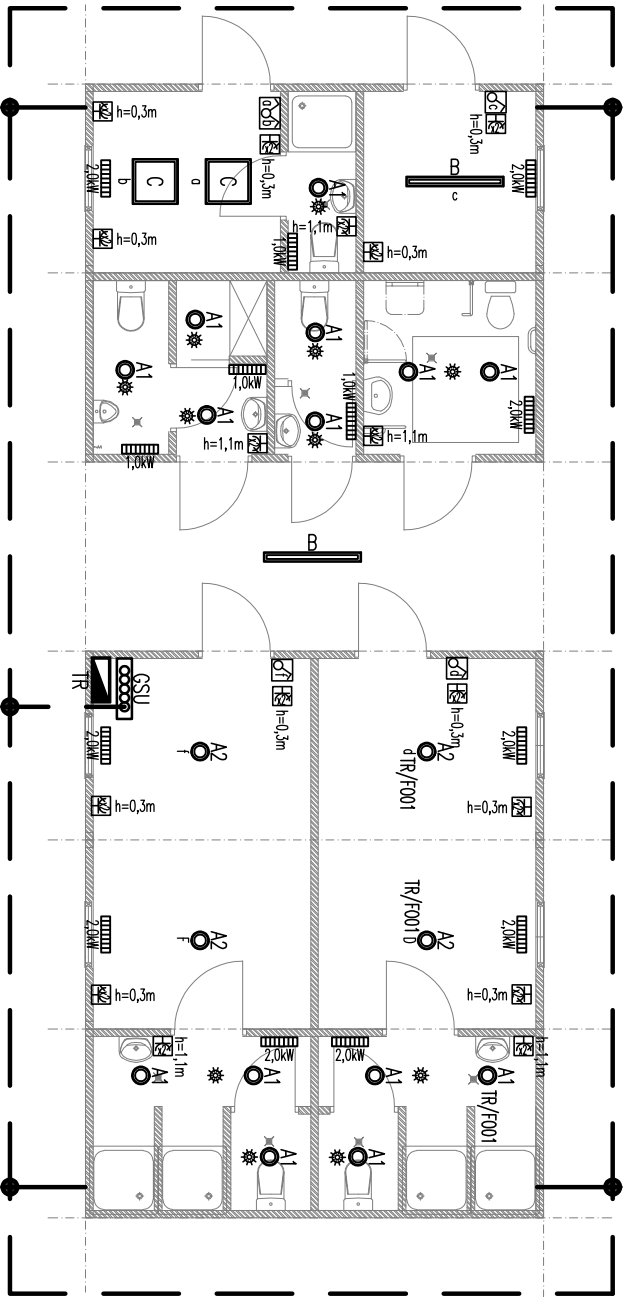 a b
c
h=0,3m
h=0,3m
h=0,3m
2,0kW
C
b
C
a
A1
B
c
2,0kW
h=1,1m
h=0,3m
1,0kW
h=0,3m
A1
A1
A1
A1
A1
1,0kW
1,0kW
2,0kW
A1
A1
h=1,1m
h=1,1m
1,0kW
B
f
d
TR
GSU
h=0,3m
h=0,3m
2,0kW
A2
f
A2
d
TR/F001
2,0kW
h=0,3m
h=0,3m
TR/F001
2,0kW
A2
F
A2
D
2,0kW
h=0,3m
h=0,3m
h=1,1m
2,0kW
2,0kW
h=1,1m
A1
A1
A1
A1
TR/F001
A1
A1